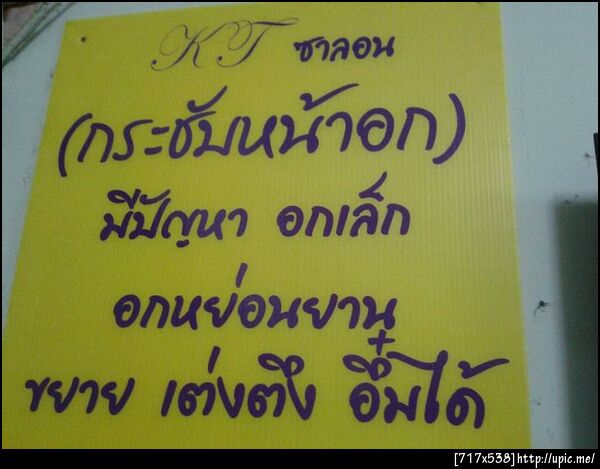 KT ซาลอน
(กระชับหน้าอก)
มีปัญหา อกเล็ก
อกหย่อนยาน
ขยาย เต่งตึง อึ๋มได้
[717x538]http://upic.me/